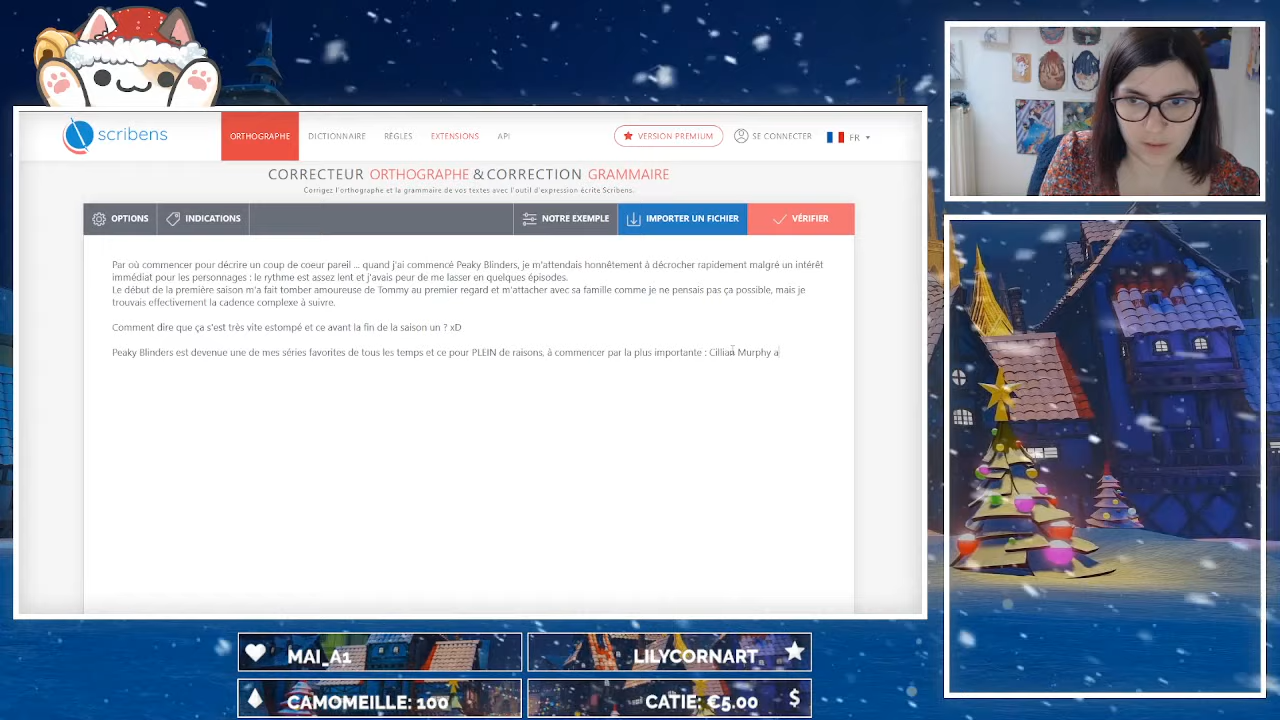 scribens
ORTHOGRAPHE
DICTIONNAIRE
RÈGLES
EXTENSIONS
API
VERSION PREMIUM
SE CONNECTER
FR
CORRECTEUR ORTHOGRAPHE & CORRECTION GRAMMAIRE
Corrigez l'orthographe et la grammaire de vos textes avec l'outil d'expression écrite Scribens.
OPTIONS
INDICATIONS
NOTRE EXEMPLE
IMPORTER UN FICHIER
VÉRIFIER
Par où commencer pour décrire un coup de coeur pareil ... quand j'ai commencé Peaky Blinders, je m'attendais honnêtement à décrocher rapidement malgré un intérêt
immédiat pour les personnages : le rythme est assez lent et j'avais peur de me lasser en quelques épisodes.
Le début de la première saison m'a fait tomber amoureuse de Tommy au premier regard et m'attacher avec sa famille comme je ne pensais pas ça possible, mais je
trouvais effectivement la cadence complexe à suivre.
Comment dire que ça s'est très vite estompé et ce avant la fin de la saison un ? xD
Peaky Blinders est devenue une de mes séries favorites de tous les temps et ce pour PLEIN de raisons, à commencer par la plus importante : Cillian Murphy a
MAI_A1
LILYCORNART
CAMOMEILLE: 100
CATIE: €5.00
$